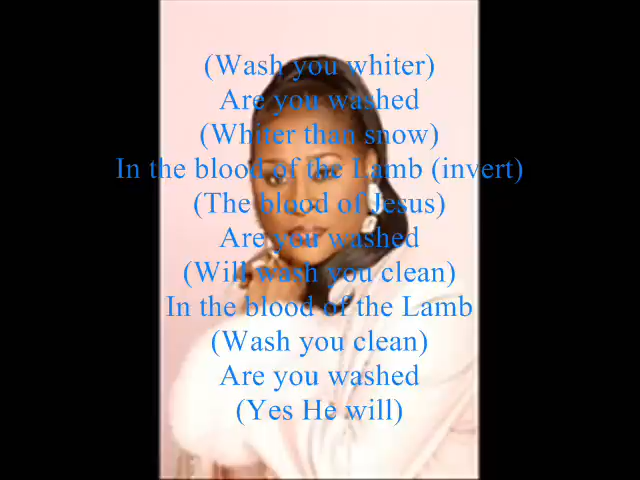 (Wash you whiter)
Are you washed
(Whiter than snow)
In the blood of the Lamb (invert)
(The blood of Jesus)
Are you washed
(Will wash you clean)
In the blood of the Lamb
(Wash you clean)
Are you washed
(Yes He will)